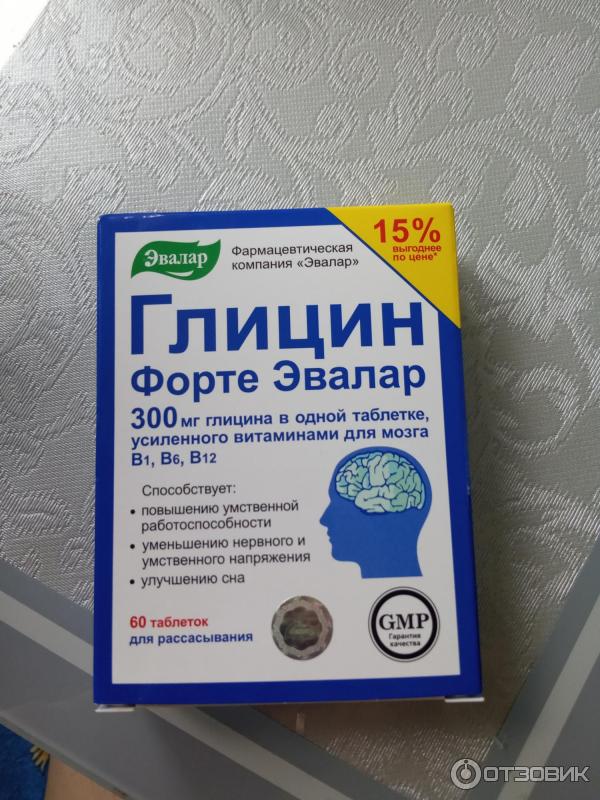 Эвалар
Фармацевтическая
компания «Эвалар»
15%
выгоднее
по цене*
Глицин
Форте Эвалар
300 мг глицина в одной таблетке,
усиленного витаминами для мозга
В1, В6, В12
Способствует:
• повышению умственной
работоспособности
• уменьшению нервного и
умственного напряжения
• улучшению сна
60 таблеток
для рассасывания
GMP
Гарантия
качества
ОТЗОВИК